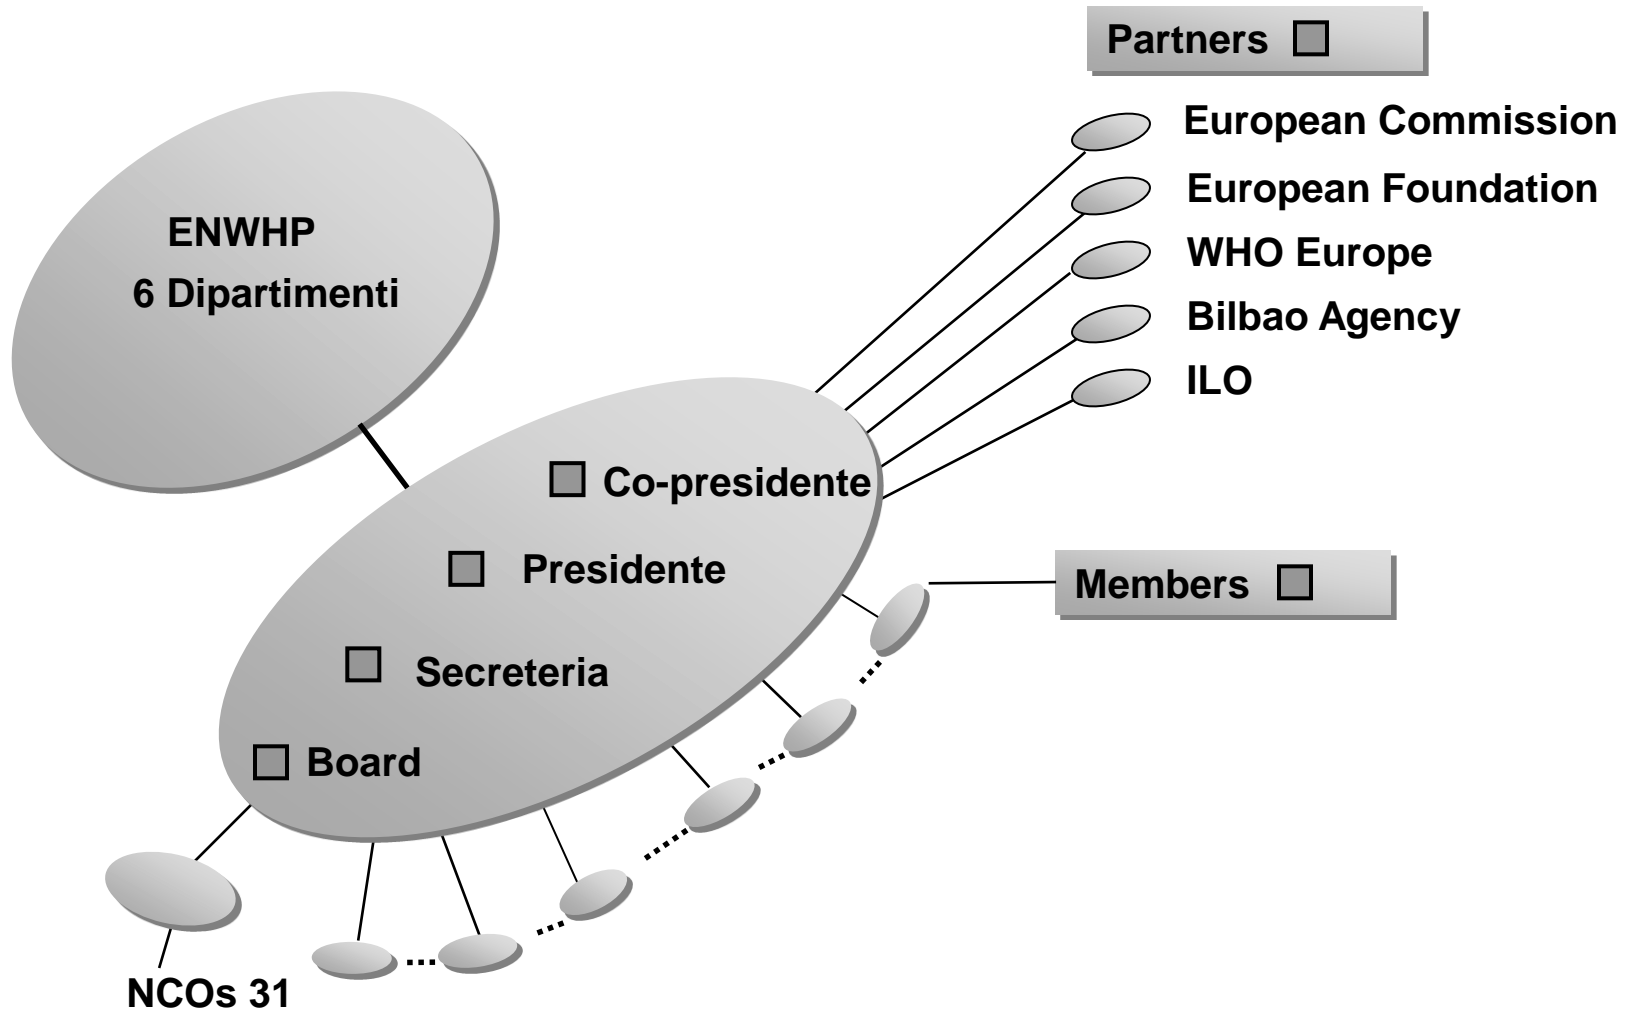 Partners
European Commission
European Foundation
WHO Europe
Bilbao Agency
ILO
ENWHP
6 Dipartimenti
Co-presidente
Presidente
Secreteria
Board
Members
NCOs 31